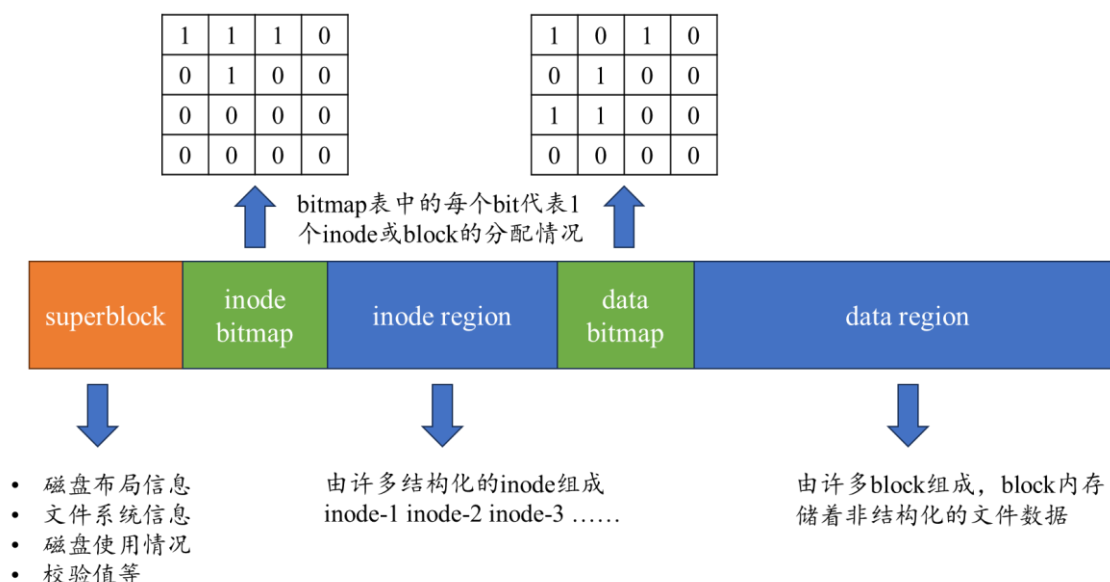 1 1 1 0
0 1 0 0
0 0 0 0
0 0 0 0
1 0 1 0
0 1 0 0
1 1 0 0
0 0 0 0
bitmap表中的每个bit代表1
个inode或block的分配情况
superblock
inode
bitmap
inode region
data
bitmap
data region
• 磁盘布局信息
• 文件系统信息
• 磁盘使用情况
• 校验值等
由许多结构化的inode组成
inode-1 inode-2 inode-3 ……
由许多block组成，block内存
储着非结构化的文件数据